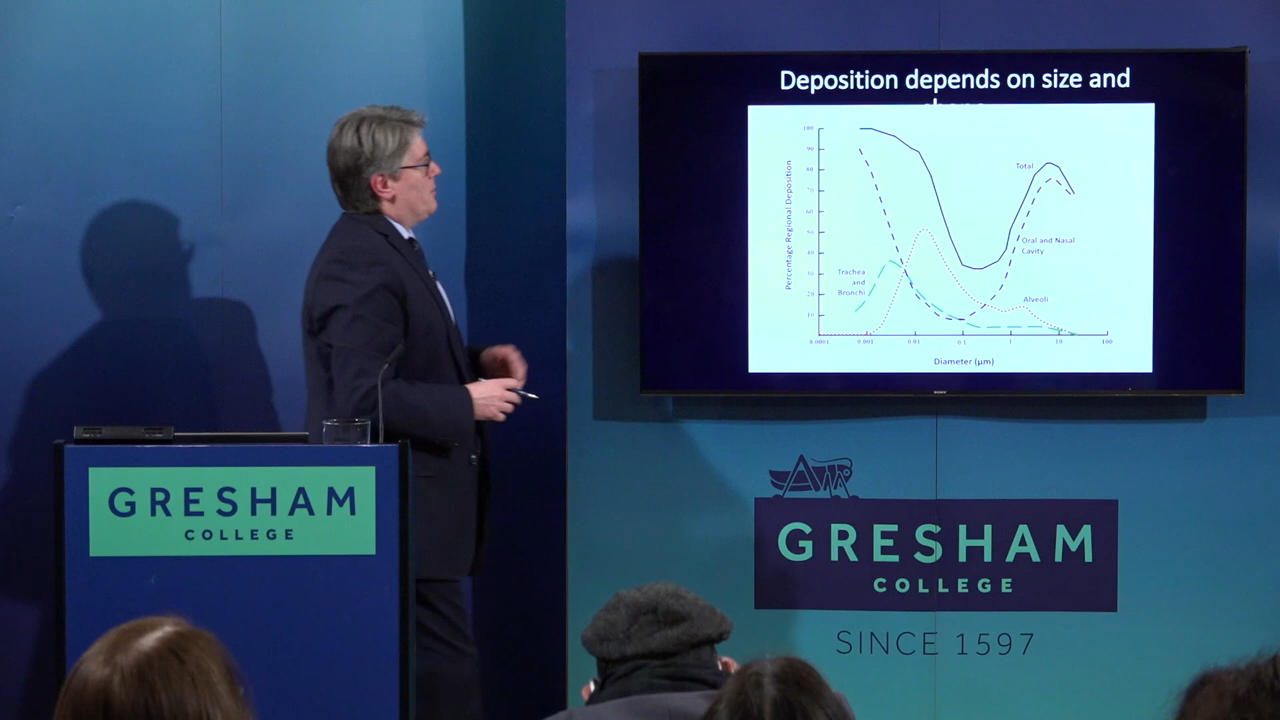 Deposition depends on size and
100
90
80
70
60
50
40
30
20
10
Percentage Regional Deposition
Total
Oral and Nasal
Cavity
Trachea
and
Bronchi
Alveoli
0.0001 0.001 0.01 0.1 1 10 100
Diameter (µm)
SONY
GRESHAM
COLLEGE
GRESHAM
COLLEGE
SINCE 1597